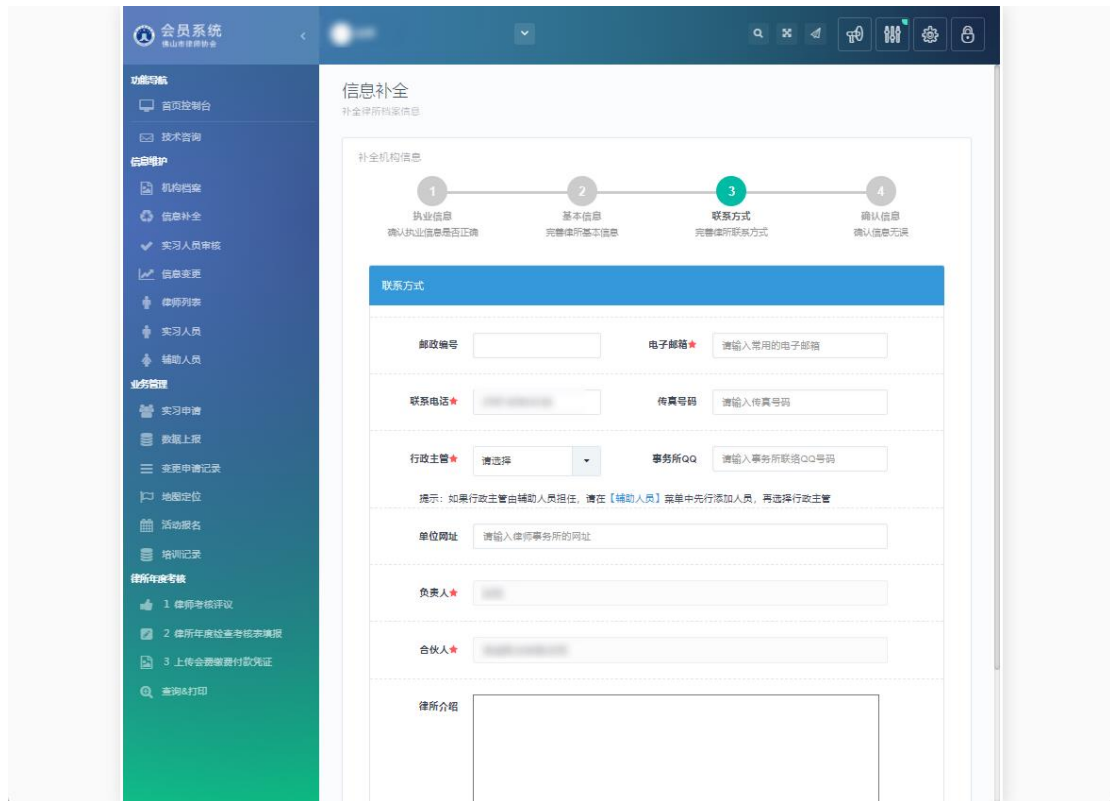 会员系统
佛山市律师协会
功能导航
首页控制台
技术咨询
信息维护
机构档案
信息补全
实习人员审核
信息变更
律师列表
实习人员
辅助人员
业务管理
实习申请
数据上报
变更申请记录
地图定位
活动报名
培训记录
律所年度考核
1 律师考核评议
2 律所年度检查考核表填报
3 上传会费缴费付款凭证
查询&打印
信息补全
补全律所档案信息
补全机构信息
1 2 3 4
执业信息 基本信息 联系方式 确认信息
确认执业信息是否正确 完善律所基本信息 完善律所联系方式 确认信息无误
联系方式
邮政编号 电子邮箱★ 请输入常用的电子邮箱
联系电话★ 传真号码 请输入传真号码
行政主管★ 请选择 事务所QQ 请输入事务所联络QQ号码
提示：如果行政主管由辅助人员担任，请在【辅助人员】菜单中先行添加人员，再选择行政主管
单位网址 请输入律师事务所的网址
负责人★
合伙人★
律所介绍